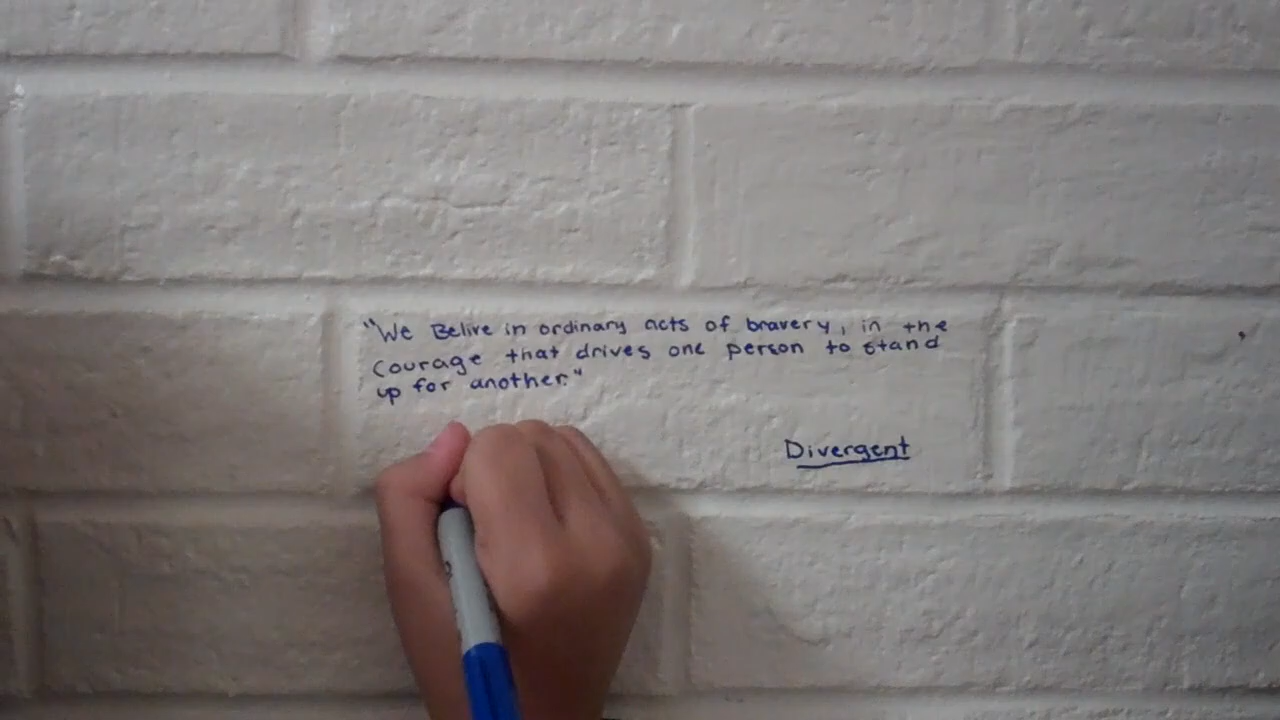 "We Belive in ordinary acts of bravery, in the
courage that drives one person to stand
up for another."
Divergent